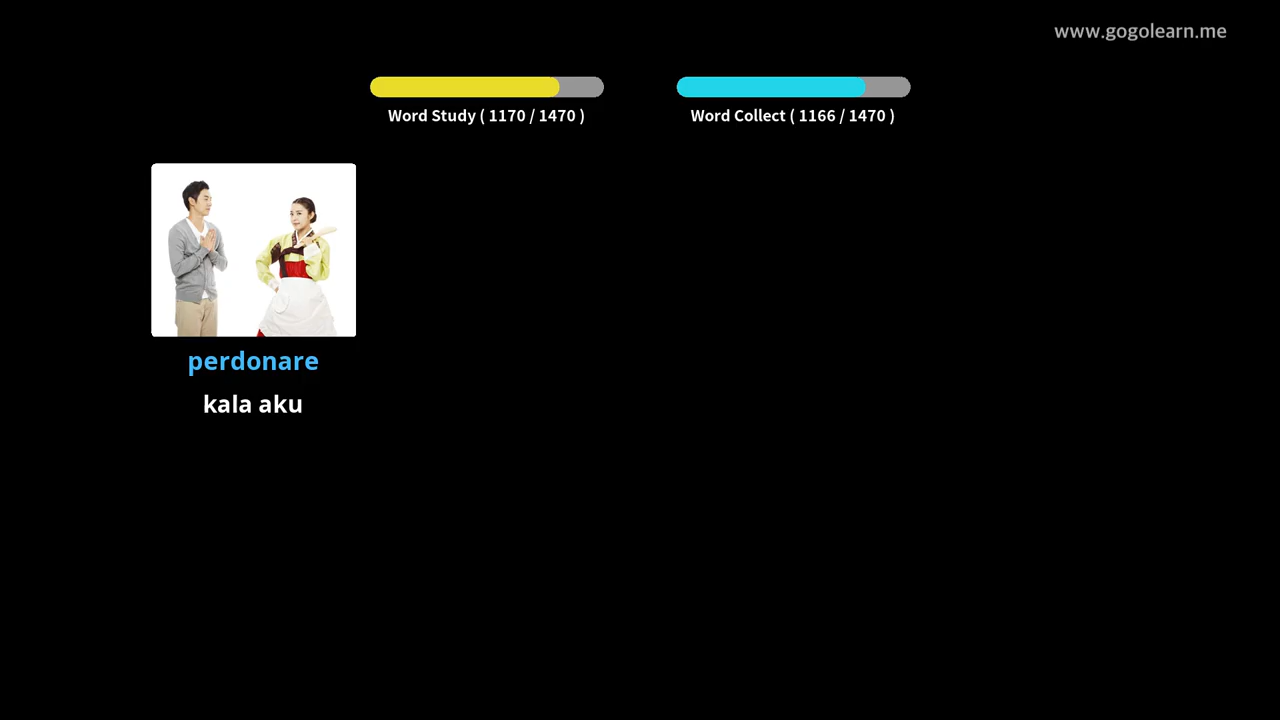 www.gogolearn.me
Word Study ( 1170 / 1470 )
Word Collect ( 1166 / 1470 )
perdonare
kala aku